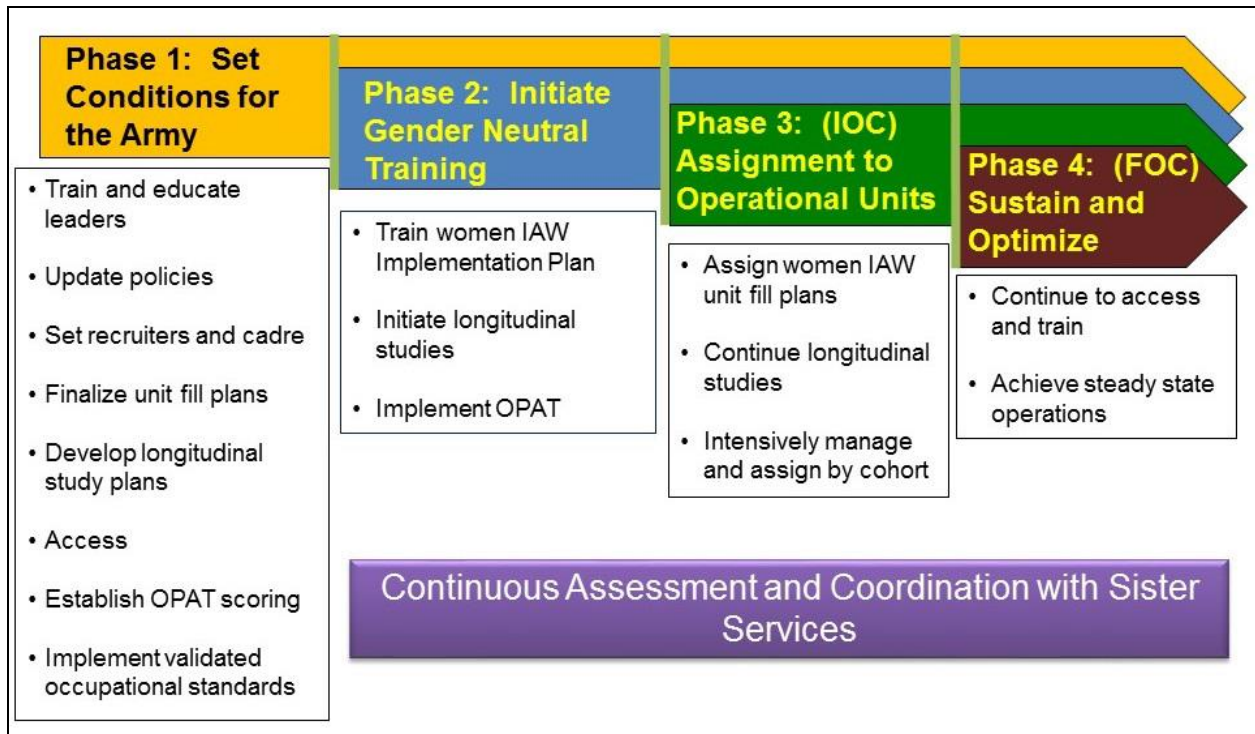 Phase 1: Set
Conditions for
the Army
• Train and educate
leaders
• Update policies
• Set recruiters and cadre
• Finalize unit fill plans
• Develop longitudinal
study plans
• Access
• Establish OPAT scoring
• Implement validated
occupational standards
Phase 2: Initiate
Gender Neutral
Training
• Train women IAW
Implementation Plan
• Initiate longitudinal
studies
• Implement OPAT
Phase 3: (IOC)
Assignment to
Operational Units
• Assign women IAW
unit fill plans
• Continue longitudinal
studies
• Intensively manage
and assign by cohort
Phase 4: (FOC)
Sustain and
Optimize
• Continue to access
and train
• Achieve steady state
operations
Continuous Assessment and Coordination with Sister
Services